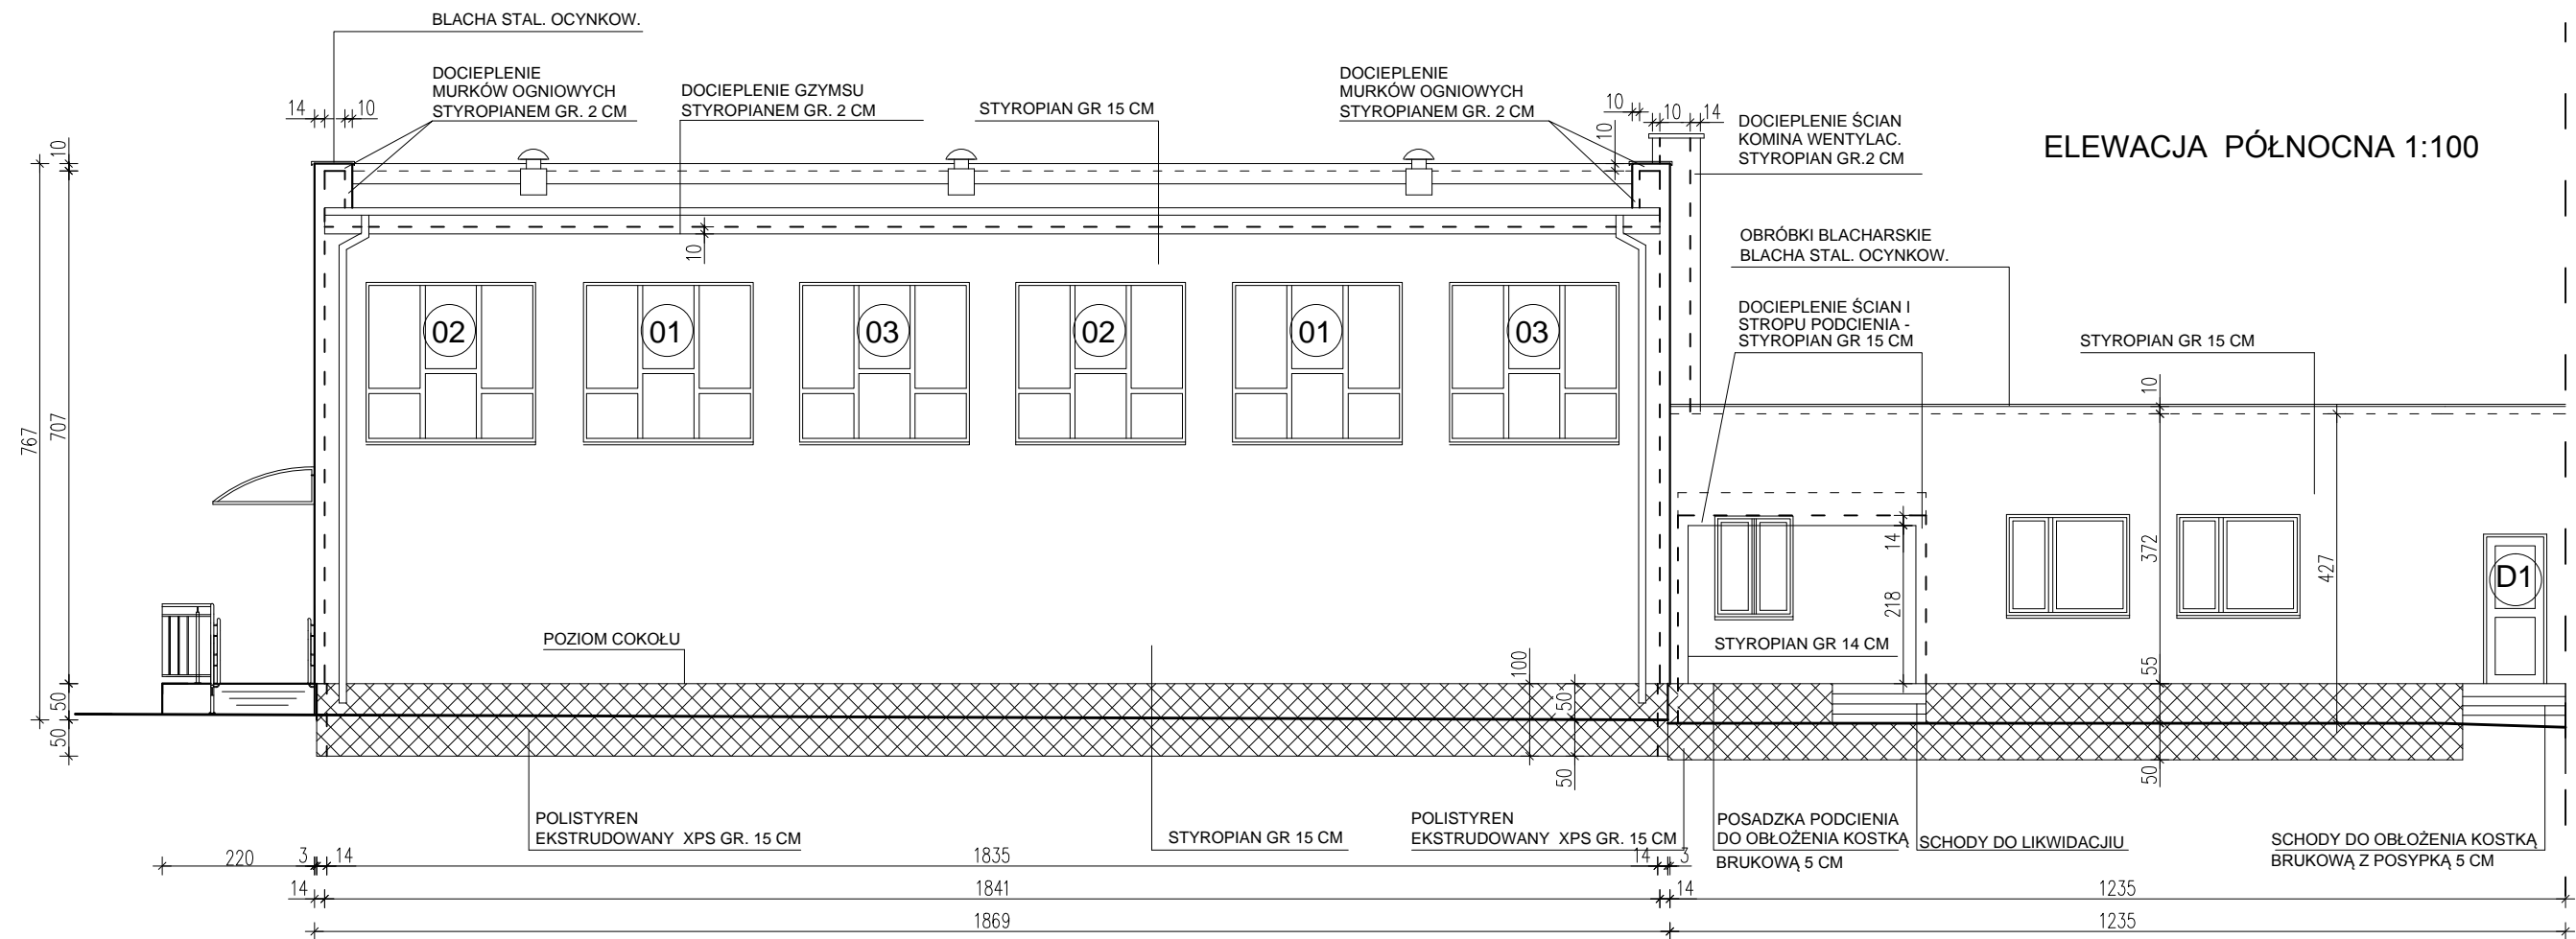 BLACHA STAL. OCYNKOW.
DOCIEPLENIE
MURKÓW OGNIOWYCH
STYROPIANEM GR. 2 CM
DOCIEPLENIE GZYMSU
STYROPIANEM GR. 2 CM
STYROPIAN GR 15 CM
DOCIEPLENIE
MURKÓW OGNIOWYCH
STYROPIANEM GR. 2 CM
DOCIEPLENIE ŚCIAN
KOMINA WENTYLAC.
STYROPIAN GR.2 CM
ELEWACJA PÓŁNOCNA 1:100
14
10
10
10
14
10
10
767
707
50
50
10
OBRÓBKI BLACHARSKIE
BLACHA STAL. OCYNKOW.
DOCIEPLENIE ŚCIAN I
STROPU PODCIENIA -
STYROPIAN GR 15 CM
STYROPIAN GR 15 CM
02
01
03
02
01
03
10
372
427
14
218
55
50
D1
STYROPIAN GR 14 CM
POZIOM COKOŁU
100
50
50
POLISTYREN
EKSTRUDOWANY XPS GR. 15 CM
STYROPIAN GR 15 CM
POLISTYREN
EKSTRUDOWANY XPS GR. 15 CM
POSADZKA PODCIENIA
DO OBŁOŻENIA KOSTKĄ
BRUKOWĄ 5 CM
SCHODY DO LIKWIDACJIU
SCHODY DO OBŁOŻENIA KOSTKĄ
BRUKOWĄ Z POSYPKĄ 5 CM
220
3
14
1835
14
3
14
1841
14
1235
1869
1235